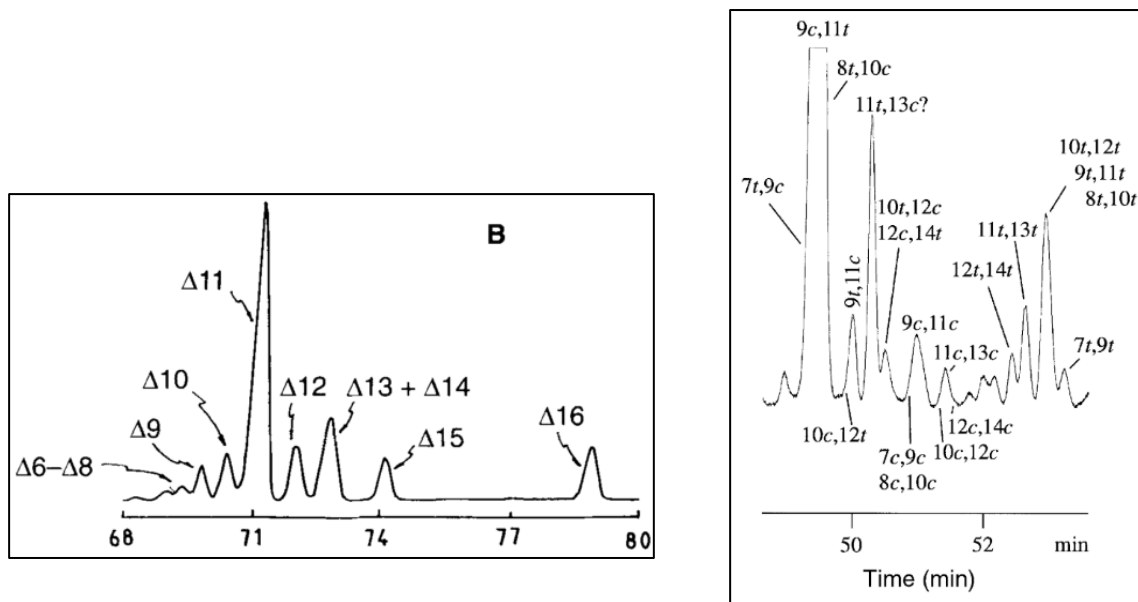 B
Δ11
Δ10
Δ9
Δ6–Δ8
Δ12
Δ13 + Δ14
Δ15
Δ16
68
71
74
77
80
9c,11t
8t,10c
11t,13c?
7t,9c
10t,12c
12c,14t
9t,11c
10t,12t
9t,11t
8t,10t
11t,13t
12t,14t
9c,11c
11c,13c
7t,9t
10c,12t
12c,14c
7c,9c
8c,10c
10c,12c
50
52
min
Time (min)